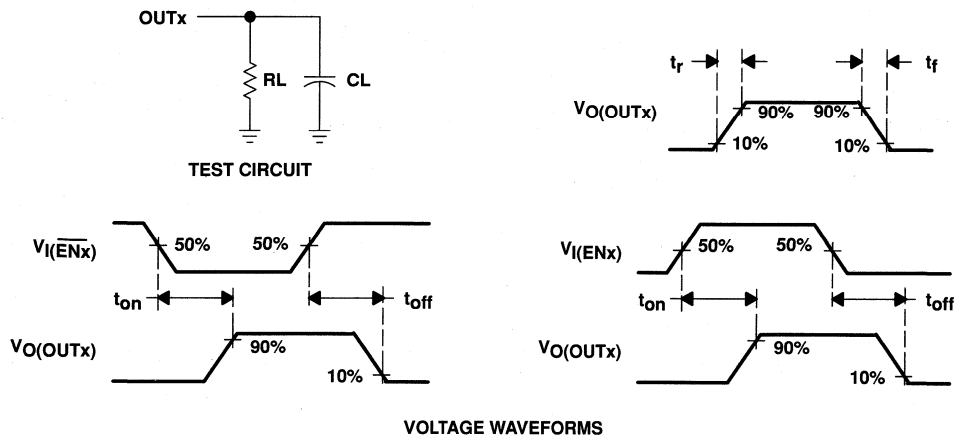 OUTx
RL
CL
TEST CIRCUIT
tr
tf
VO(OUTx)
90%
90%
10%
10%
VI(ENx)
50%
50%
ton
toff
VO(OUTx)
90%
10%
VI(ENx)
50%
50%
ton
toff
VO(OUTx)
90%
10%
VOLTAGE WAVEFORMS